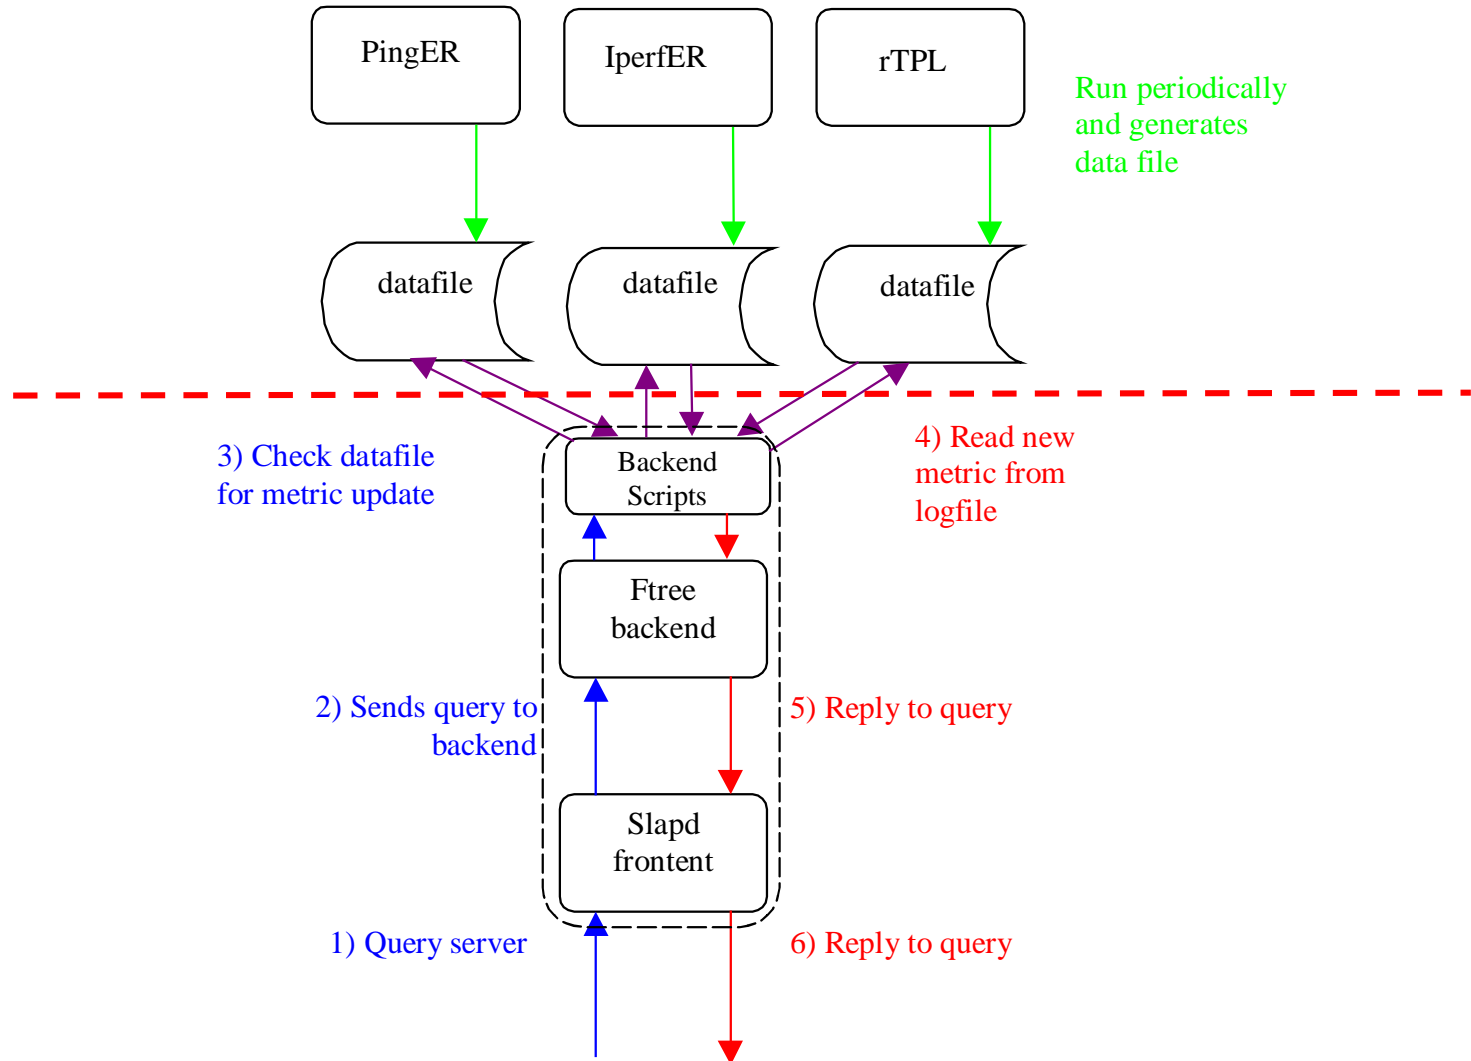 PingER
IperfER
rTPL
Run periodically
and generates
data file
datafile
datafile
datafile
3) Check datafile
for metric update
Backend
Scripts
4) Read new
metric from
logfile
Ftree
backend
2) Sends query to
backend
5) Reply to query
Slapd
frontent
1) Query server
6) Reply to query